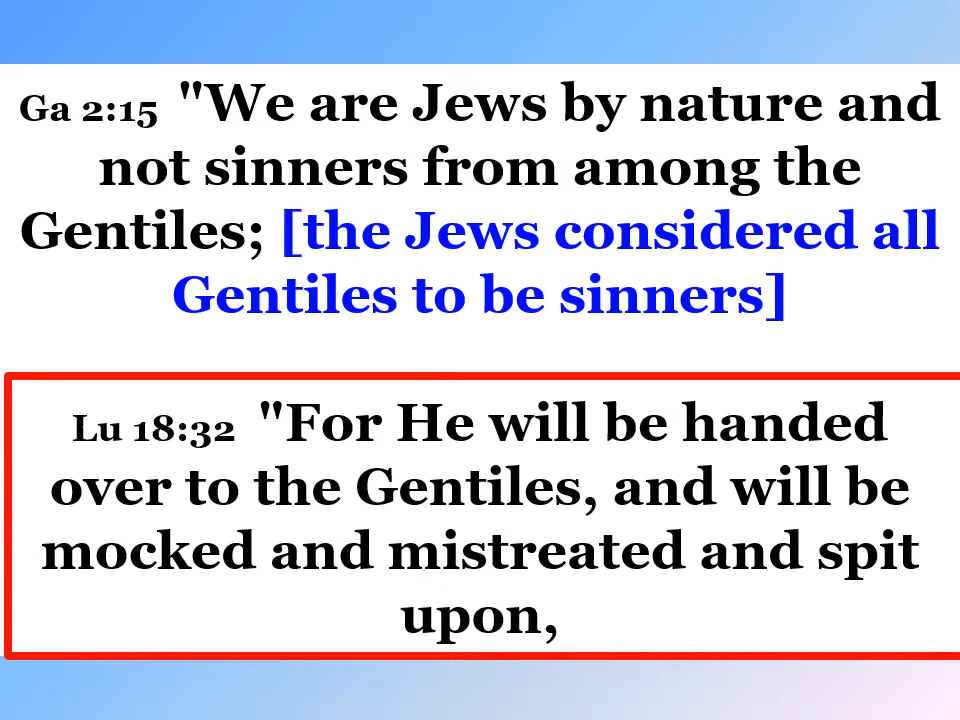 Ga 2:15 "We are Jews by nature and
not sinners from among the
Gentiles; [the Jews considered all
Gentiles to be sinners]
Lu 18:32 "For He will be handed
over to the Gentiles, and will be
mocked and mistreated and spit
upon,